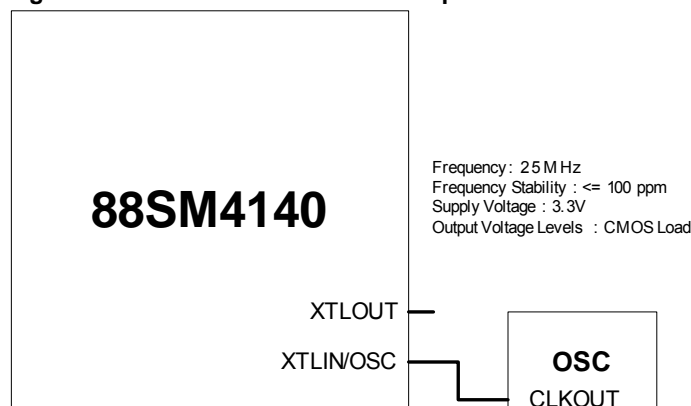 88SM4140
Frequency: 25 MHz
Frequency Stability : <= 100 ppm
Supply Voltage : 3.3V
Output Voltage Levels : CMOS Load
XTLOUT
XTLIN/OSC
OSC
CLKOUT